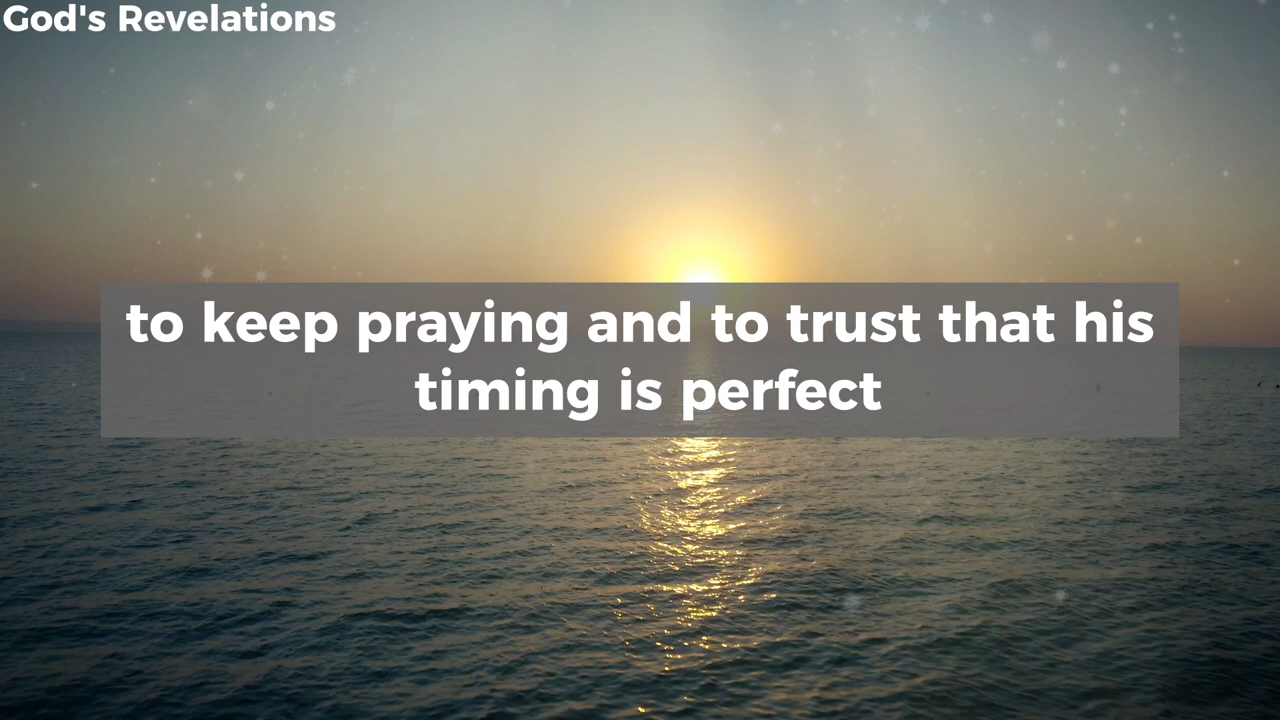 God's Revelations
to keep praying and to trust that his
timing is perfect